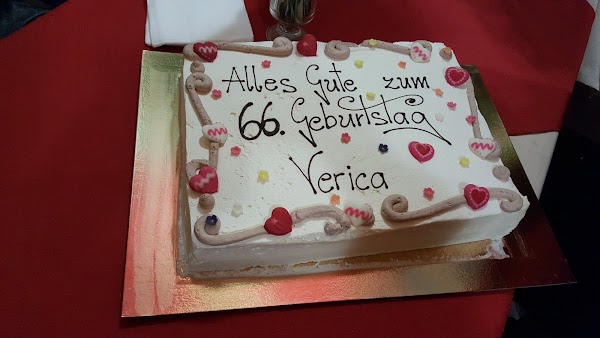 Alles Gute zum
66. Geburtstag
Verica